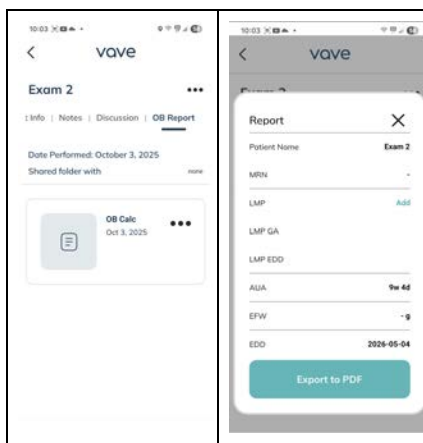 10:03
vave
Exam 2
: Info | Notes | Discussion | OB Report
Date Performed: October 3, 2025
Shared folder with none
OB Calc
Oct 3, 2025
10:03
vave
Report
Patient Name Exam 2
MRN -
LMP Add
LMP GA
LMP EDD
AUA 9w 4d
EFW - g
EDD 2026-05-04
Export to PDF